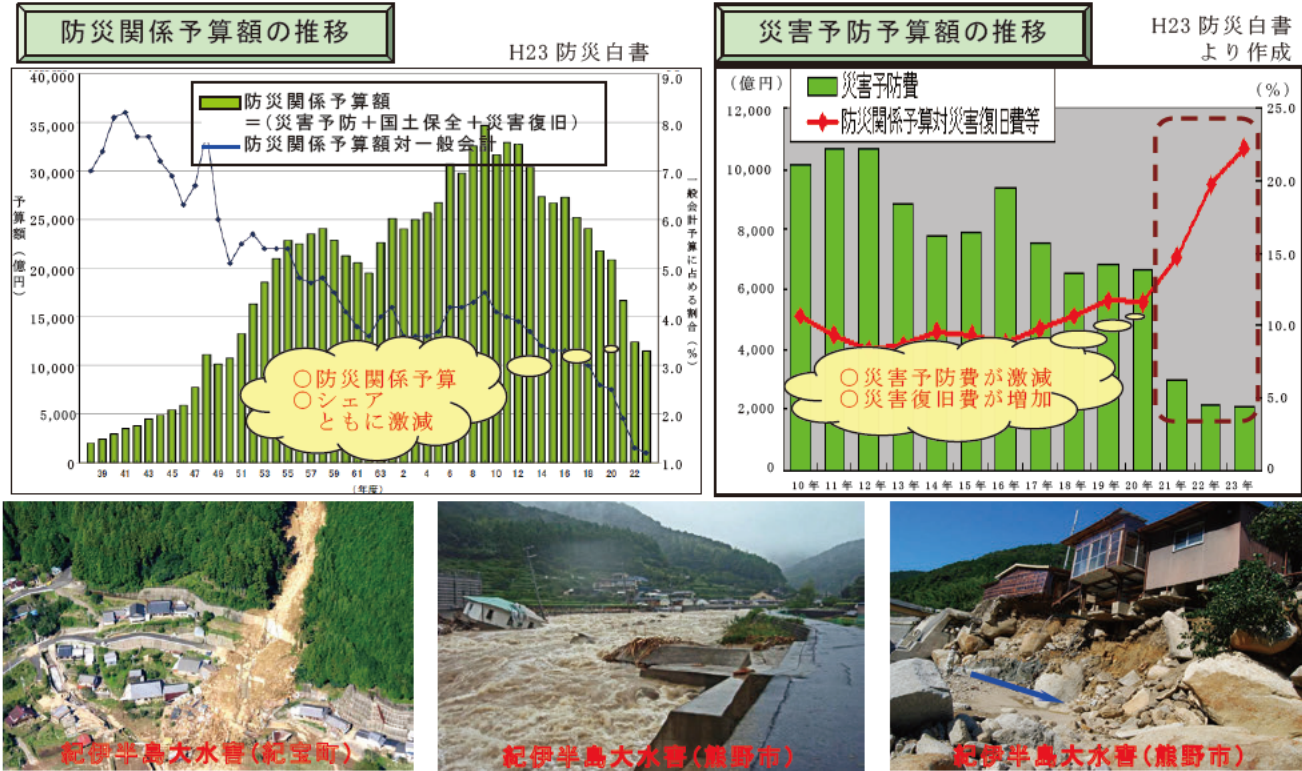 防災関係予算額の推移
H23 防災白書
40,000
35,000
30,000
25,000
20,000
15,000
10,000
5,000
0
予算額(億円)
9.0
8.0
7.0
6.0
5.0
4.0
3.0
2.0
1.0
一般会計予算に占める割合(%)
防災関係予算額
=(災害予防+国土保全+災害復旧)
防災関係予算額対一般会計
○防災関係予算
○シェア
ともに激減
39 41 43 45 47 49 51 53 55 57 59 61 63 2 4 6 8 10 12 14 16 18 20 22
(年度)
災害予防予算額の推移
H23 防災白書
より作成
(億円)
災害予防費
防災関係予算対災害復旧費等
(%)
12,000
10,000
8,000
6,000
4,000
2,000
0
25.0
20.0
15.0
10.0
5.0
0
○災害予防費が激減
○災害復旧費が増加
10年 11年 12年 13年 14年 15年 16年 17年 18年 19年 20年 21年 22年 23年
紀伊半島大水害(紀宝町)
紀伊半島大水害(熊野市)
紀伊半島大水害(熊野市)